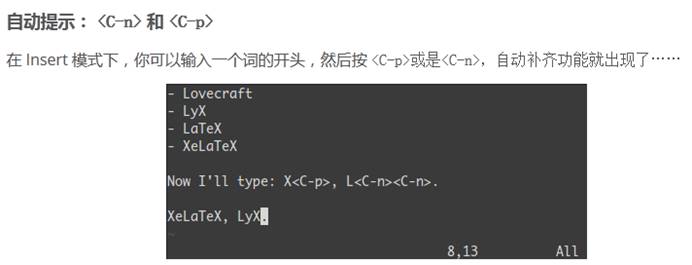 自动提示： <C-n> 和 <C-p>
在 Insert 模式下，你可以输入一个词的开头，然后按 <C-p>或是<C-n>，自动补齐功能就出现了……
- Lovecraft
- LyX
- LaTeX
- XeLaTeX
Now I'll type: X<C-p>, L<C-n><C-n>.
XeLaTeX, LyX.
~
8,13 All